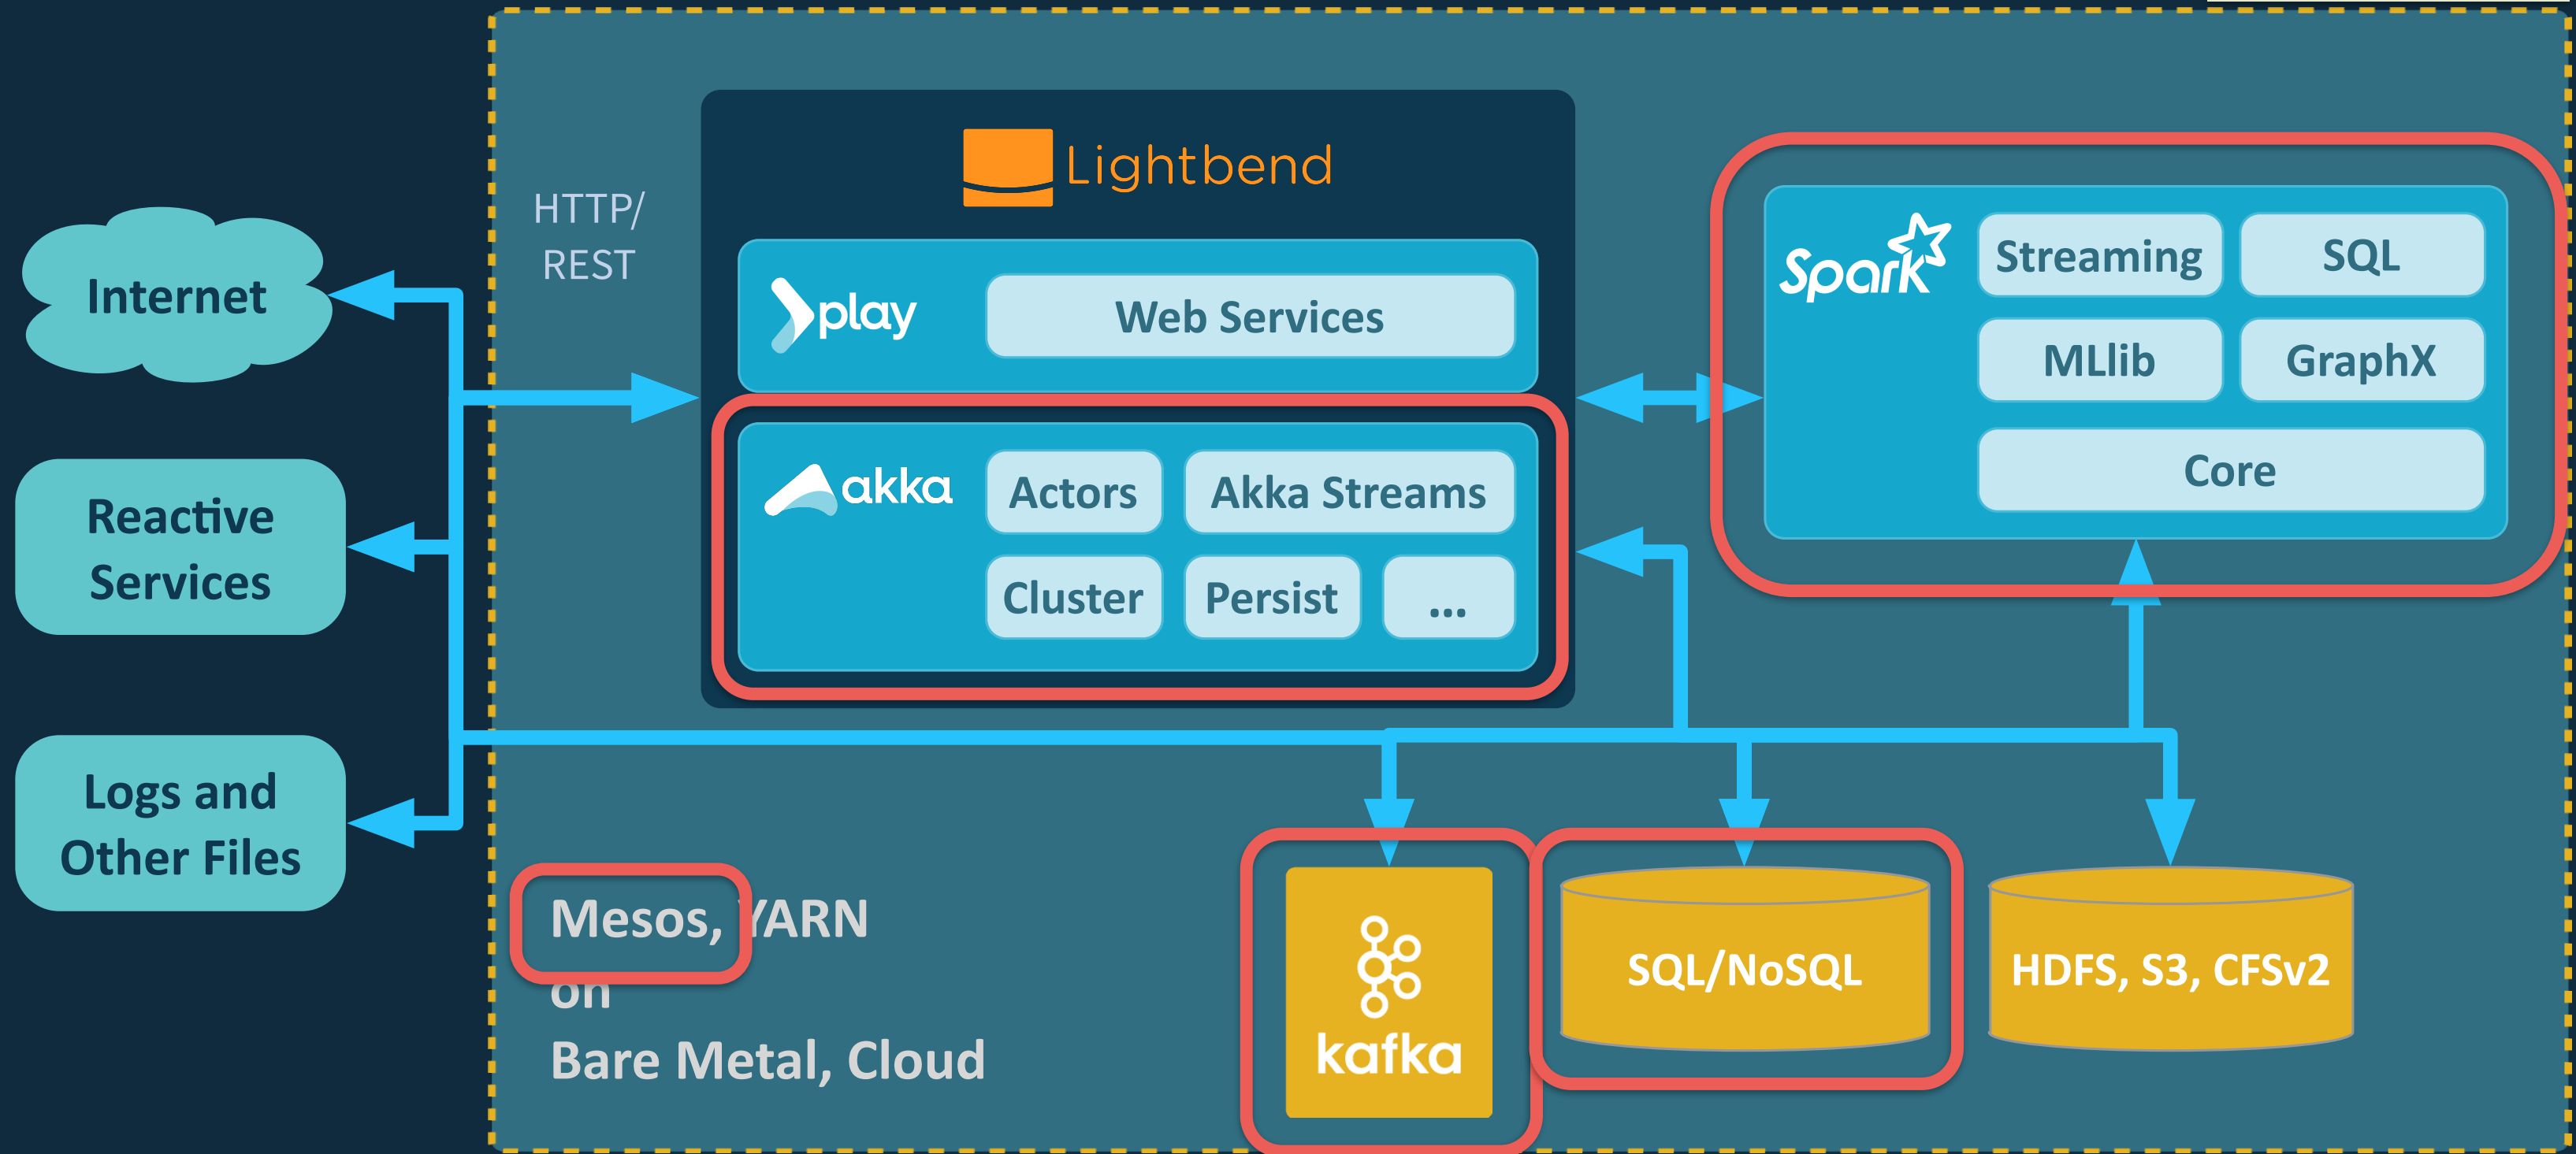 Internet
Reactive
Services
Logs and
Other Files
HTTP/
REST
Lightbend
play
Web Services
akka
Actors
Akka Streams
Cluster
Persist
...
Spark
Streaming
SQL
MLlib
GraphX
Core
Mesos, YARN
on
Bare Metal, Cloud
kafka
SQL/NoSQL
HDFS, S3, CFSv2